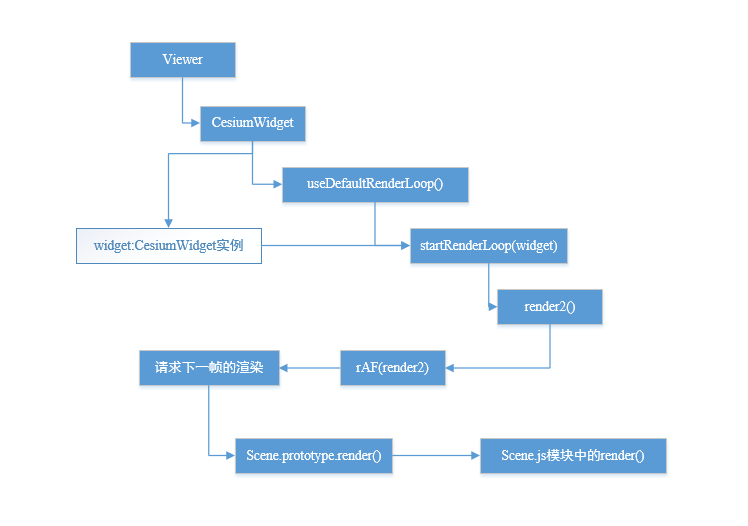 Viewer
CesiumWidget
useDefaultRenderLoop()
widget:CesiumWidget实例
startRenderLoop(widget)
render2()
请求下一帧的渲染
rAF(render2)
Scene.prototype.render()
Scene.js模块中的render()